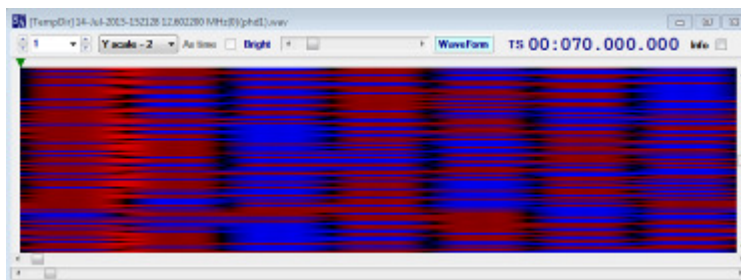 [TempDir]14-Jul-2015-152128 12.602200 MHz(0)(phd1).wav
1 Y scale - 2 As time Bright WaveForm TS 00:070.000.000 Info